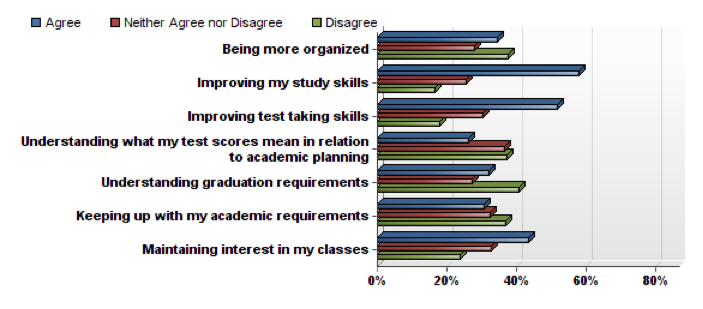 Agree Neither Agree nor Disagree Disagree
Being more organized
Improving my study skills
Improving test taking skills
Understanding what my test scores mean in relation
to academic planning
Understanding graduation requirements
Keeping up with my academic requirements
Maintaining interest in my classes
0% 20% 40% 60% 80%